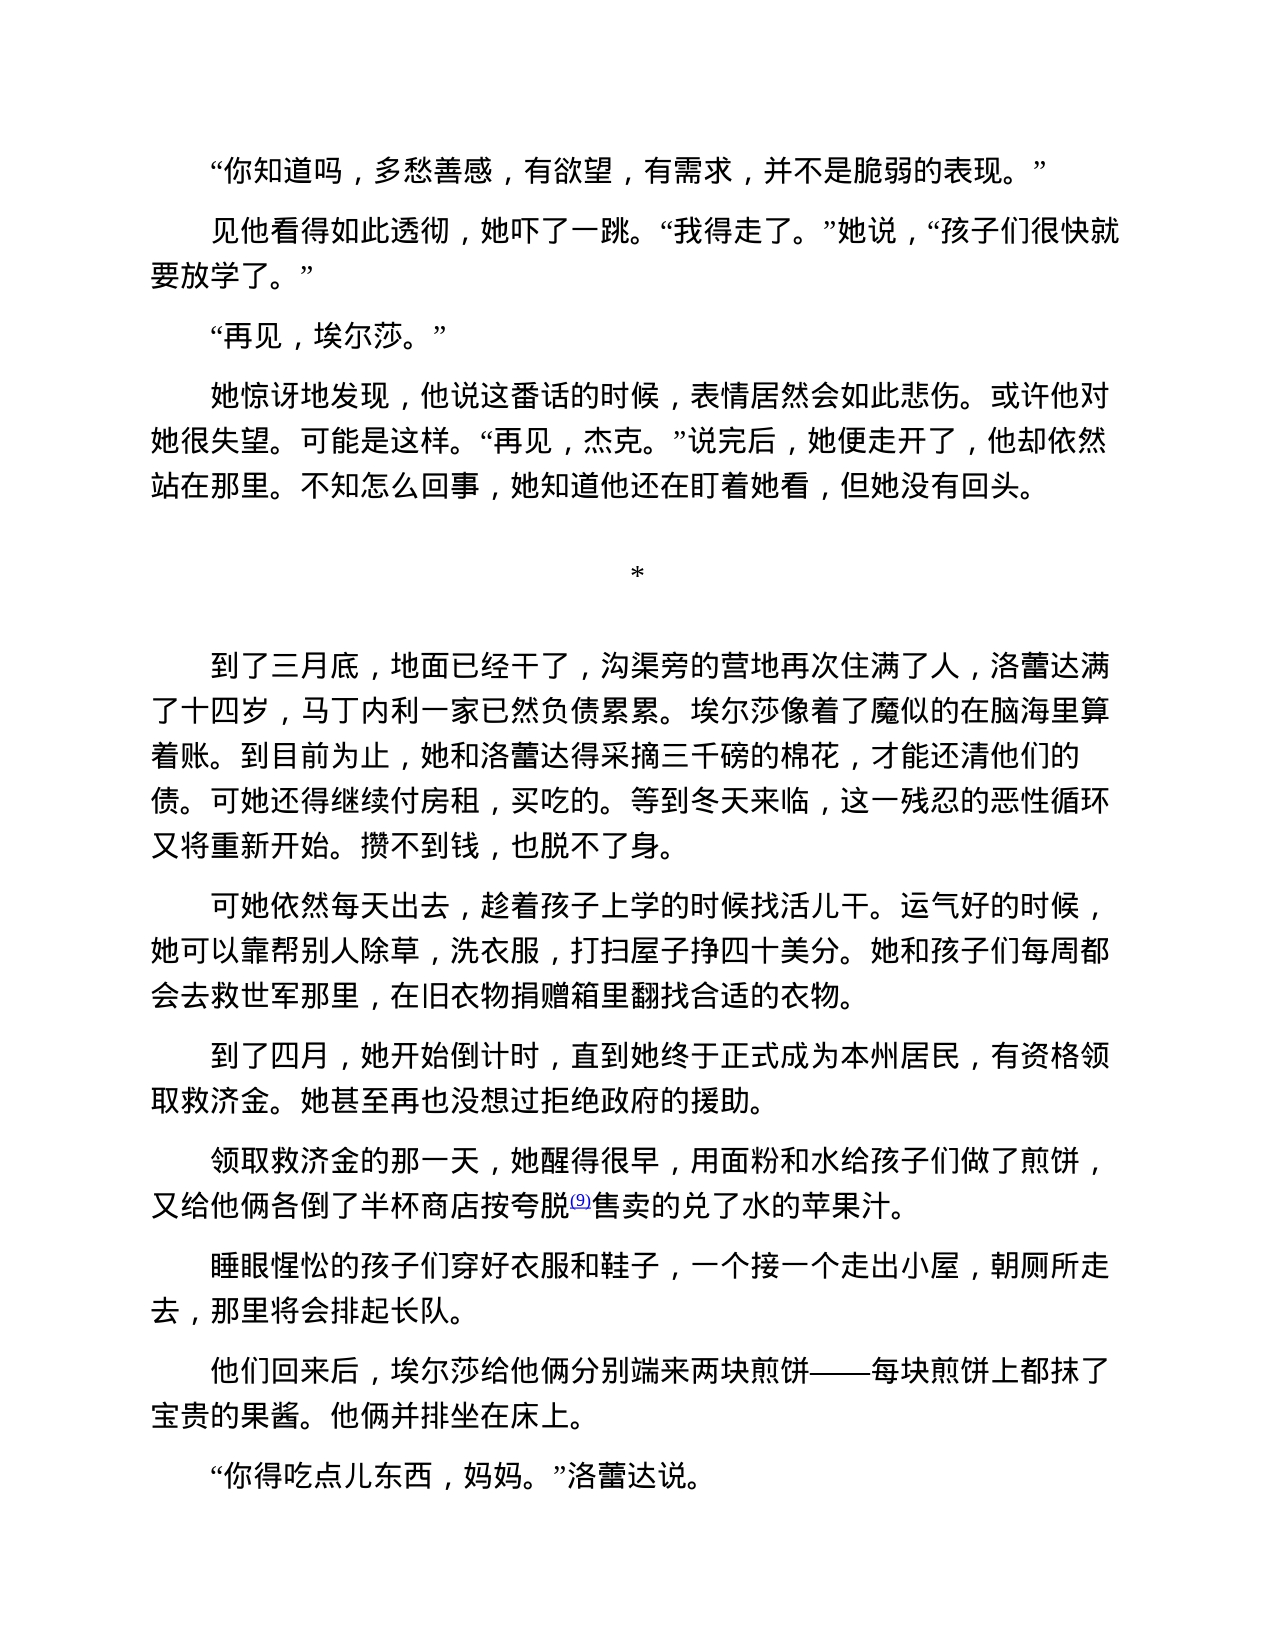 “你知道吗，多愁善感，有欲望，有需求，并不是脆弱的表现。”
见他看得如此透彻，她吓了一跳。“我得走了。”她说，“孩子们很快就
要放学了。”
“再见，埃尔莎。”
她惊讶地发现，他说这番话的时候，表情居然会如此悲伤。或许他对
她很失望。可能是这样。“再见，杰克。”说完后，她便走开了，他却依然
站在那里。不知怎么回事，她知道他还在盯着她看，但她没有回头。
*
到了三月底，地面已经干了，沟渠旁的营地再次住满了人，洛蕾达满
了十四岁，马丁内利一家已然负债累累。埃尔莎像着了魔似的在脑海里算
着账。到目前为止，她和洛蕾达得采摘三千磅的棉花，才能还清他们的
债。可她还得继续付房租，买吃的。等到冬天来临，这一残忍的恶性循环
又将重新开始。攒不到钱，也脱不了身。
可她依然每天出去，趁着孩子上学的时候找活儿干。运气好的时候，
她可以靠帮别人除草，洗衣服，打扫屋子挣四十美分。她和孩子们每周都
会去救世军那里，在旧衣物捐赠箱里翻找合适的衣物。
到了四月，她开始倒计时，直到她终于正式成为本州居民，有资格领
取救济金。她甚至再也没想过拒绝政府的援助。
领取救济金的那一天，她醒得很早，用面粉和水给孩子们做了煎饼，
又给他俩各倒了半杯商店按夸脱(9)售卖的兑了水的苹果汁。
睡眼惺忪的孩子们穿好衣服和鞋子，一个接一个走出小屋，朝厕所走
去，那里将会排起长队。
他们回来后，埃尔莎给他俩分别端来两块煎饼——每块煎饼上都抹了
宝贵的果酱。他俩并排坐在床上。
“你得吃点儿东西，妈妈。”洛蕾达说。